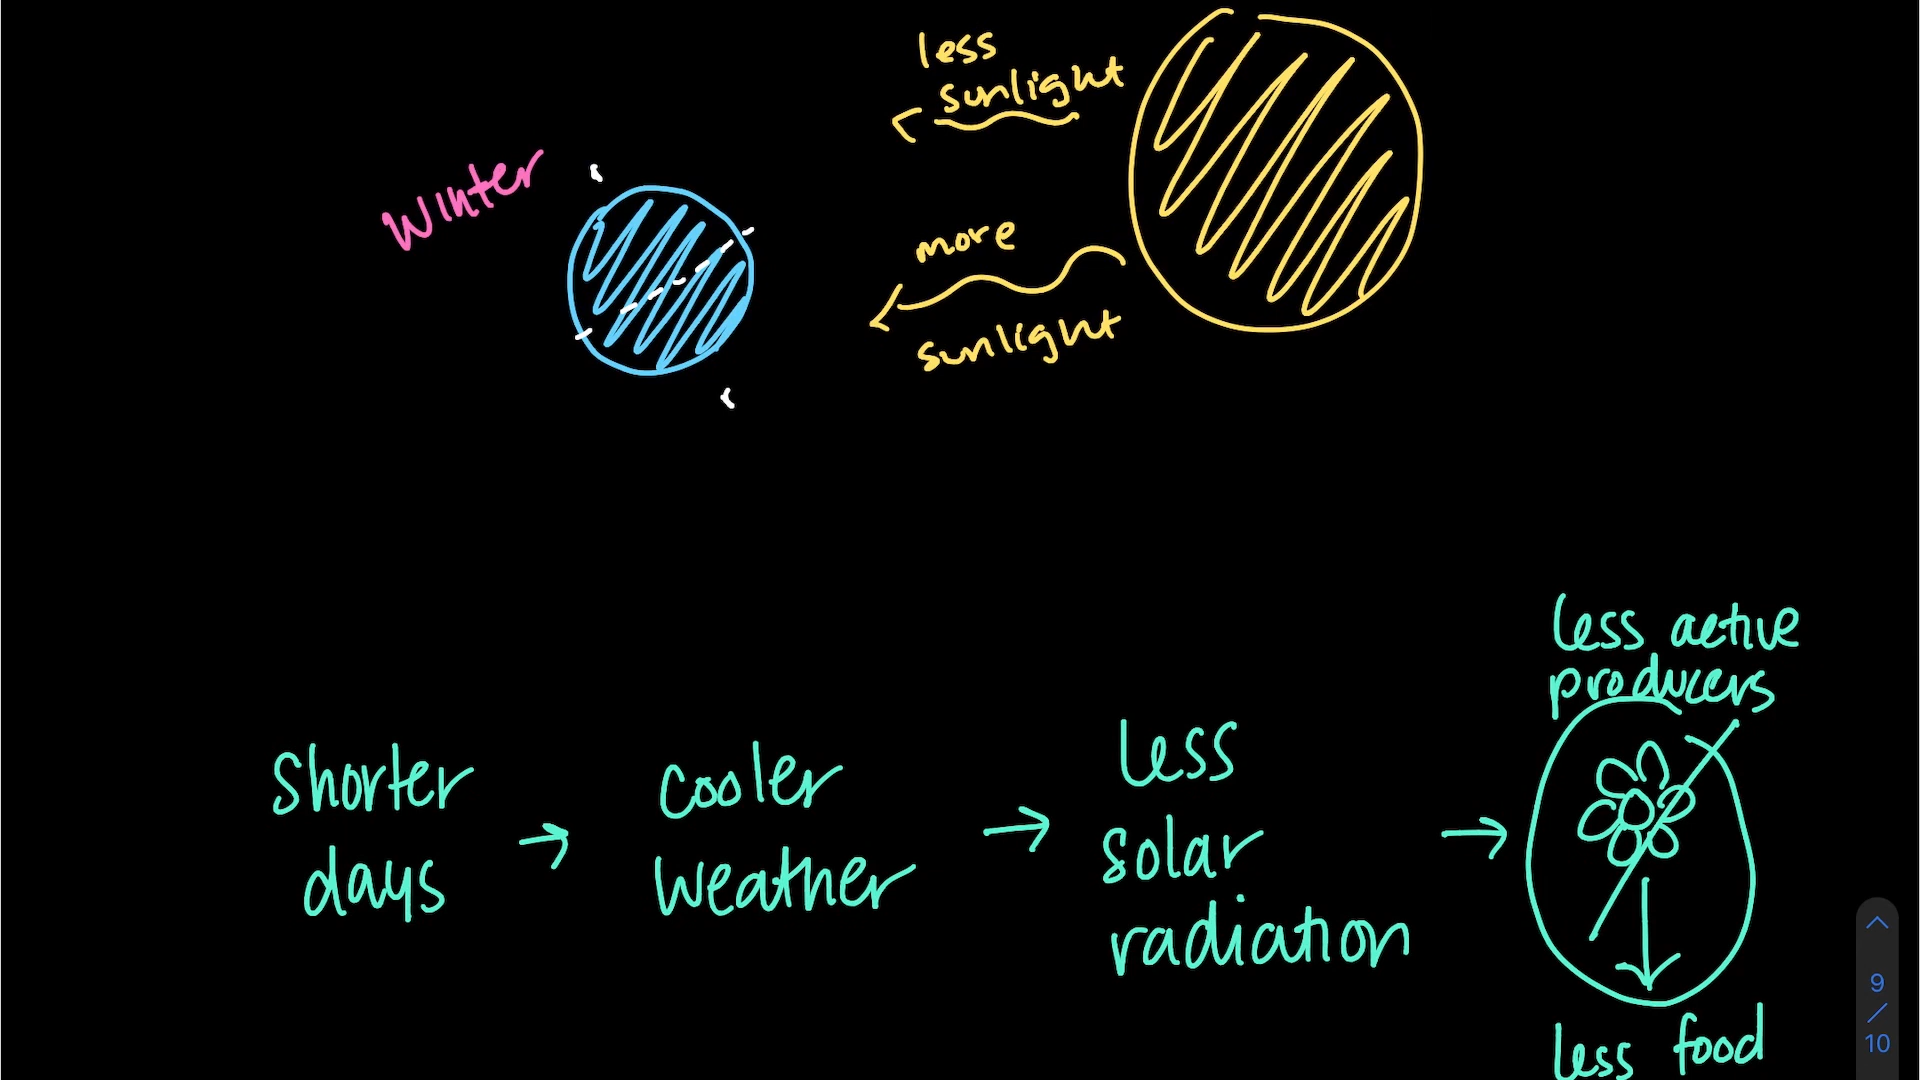 less
sunlight
Winter
more
sunlight
less active
producers
shorter
days
cooler
weather
less
solar
radiation
less food
9
/
10